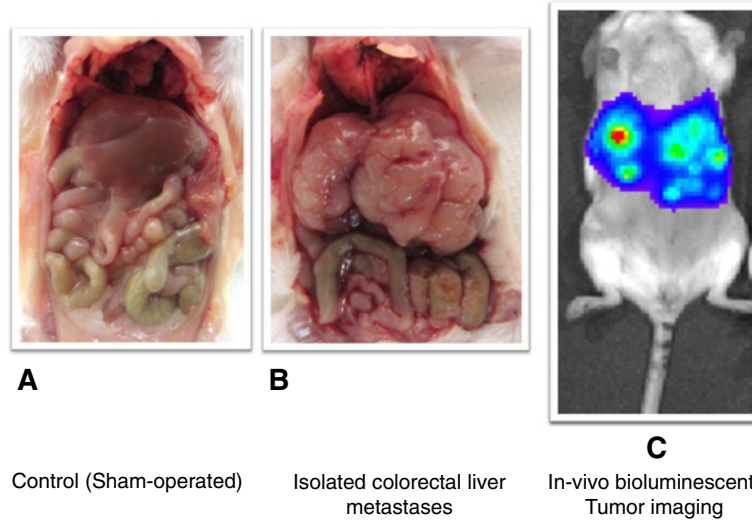 A
B
C
Control (Sham-operated)
Isolated colorectal liver
metastases
In-vivo bioluminescent
Tumor imaging